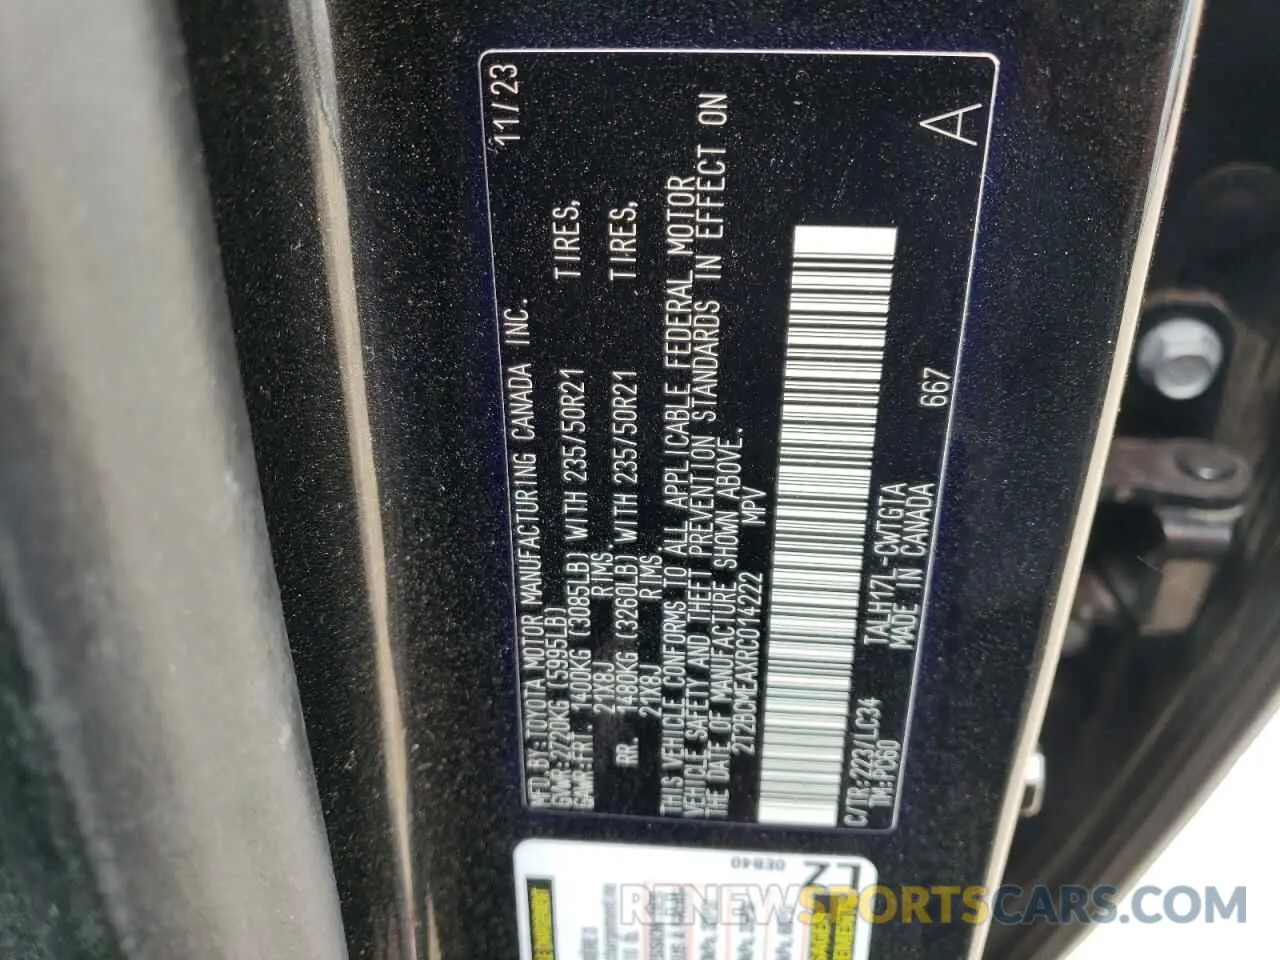 MFD.BY:TOYOTA MOTOR MANUFACTURING CANADA INC. 11/23
GVWR:2720KG (5995LB)
GAWR:FRT. 1400KG (3085LB) WITH 235/50R21 TIRES,
21X8J RIMS
RR. 1480KG (3260LB) WITH 235/50R21 TIRES,
21X8J RIMS
THIS VEHICLE CONFORMS TO ALL APPLICABLE FEDERAL MOTOR
VEHICLE SAFETY AND THEFT PREVENTION STANDARDS IN EFFECT ON
THE DATE OF MANUFACTURE SHOWN ABOVE.
2T2BCMEAXRC014222 MPV
C/TR:223/LC34 TALH17L-CWTGTA
TM:PC60 MADE IN CANADA 667 A
0EB40
RENEWSPORTSCARS.COM